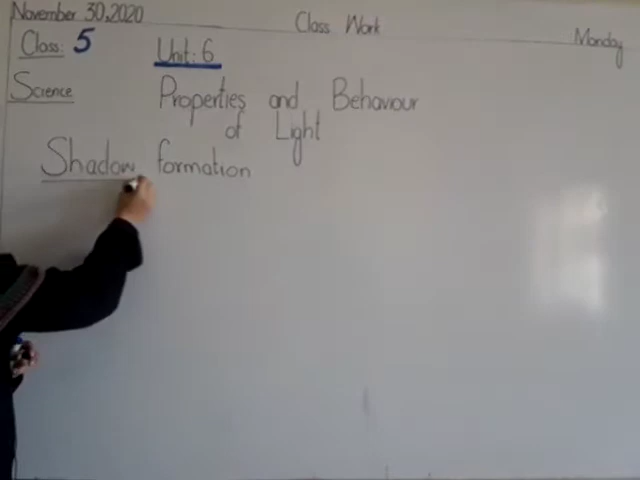 November 30,2020 Class Work Monday
Class: 5 Unit: 6
Science Properties and Behaviour
of Light
Shadow formation